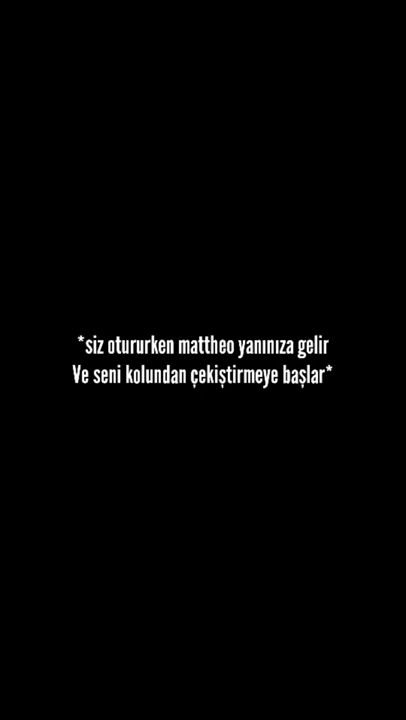 *siz otururken mattheo yanınıza gelir
Ve seni kolundan çekiştirmeye başlar*